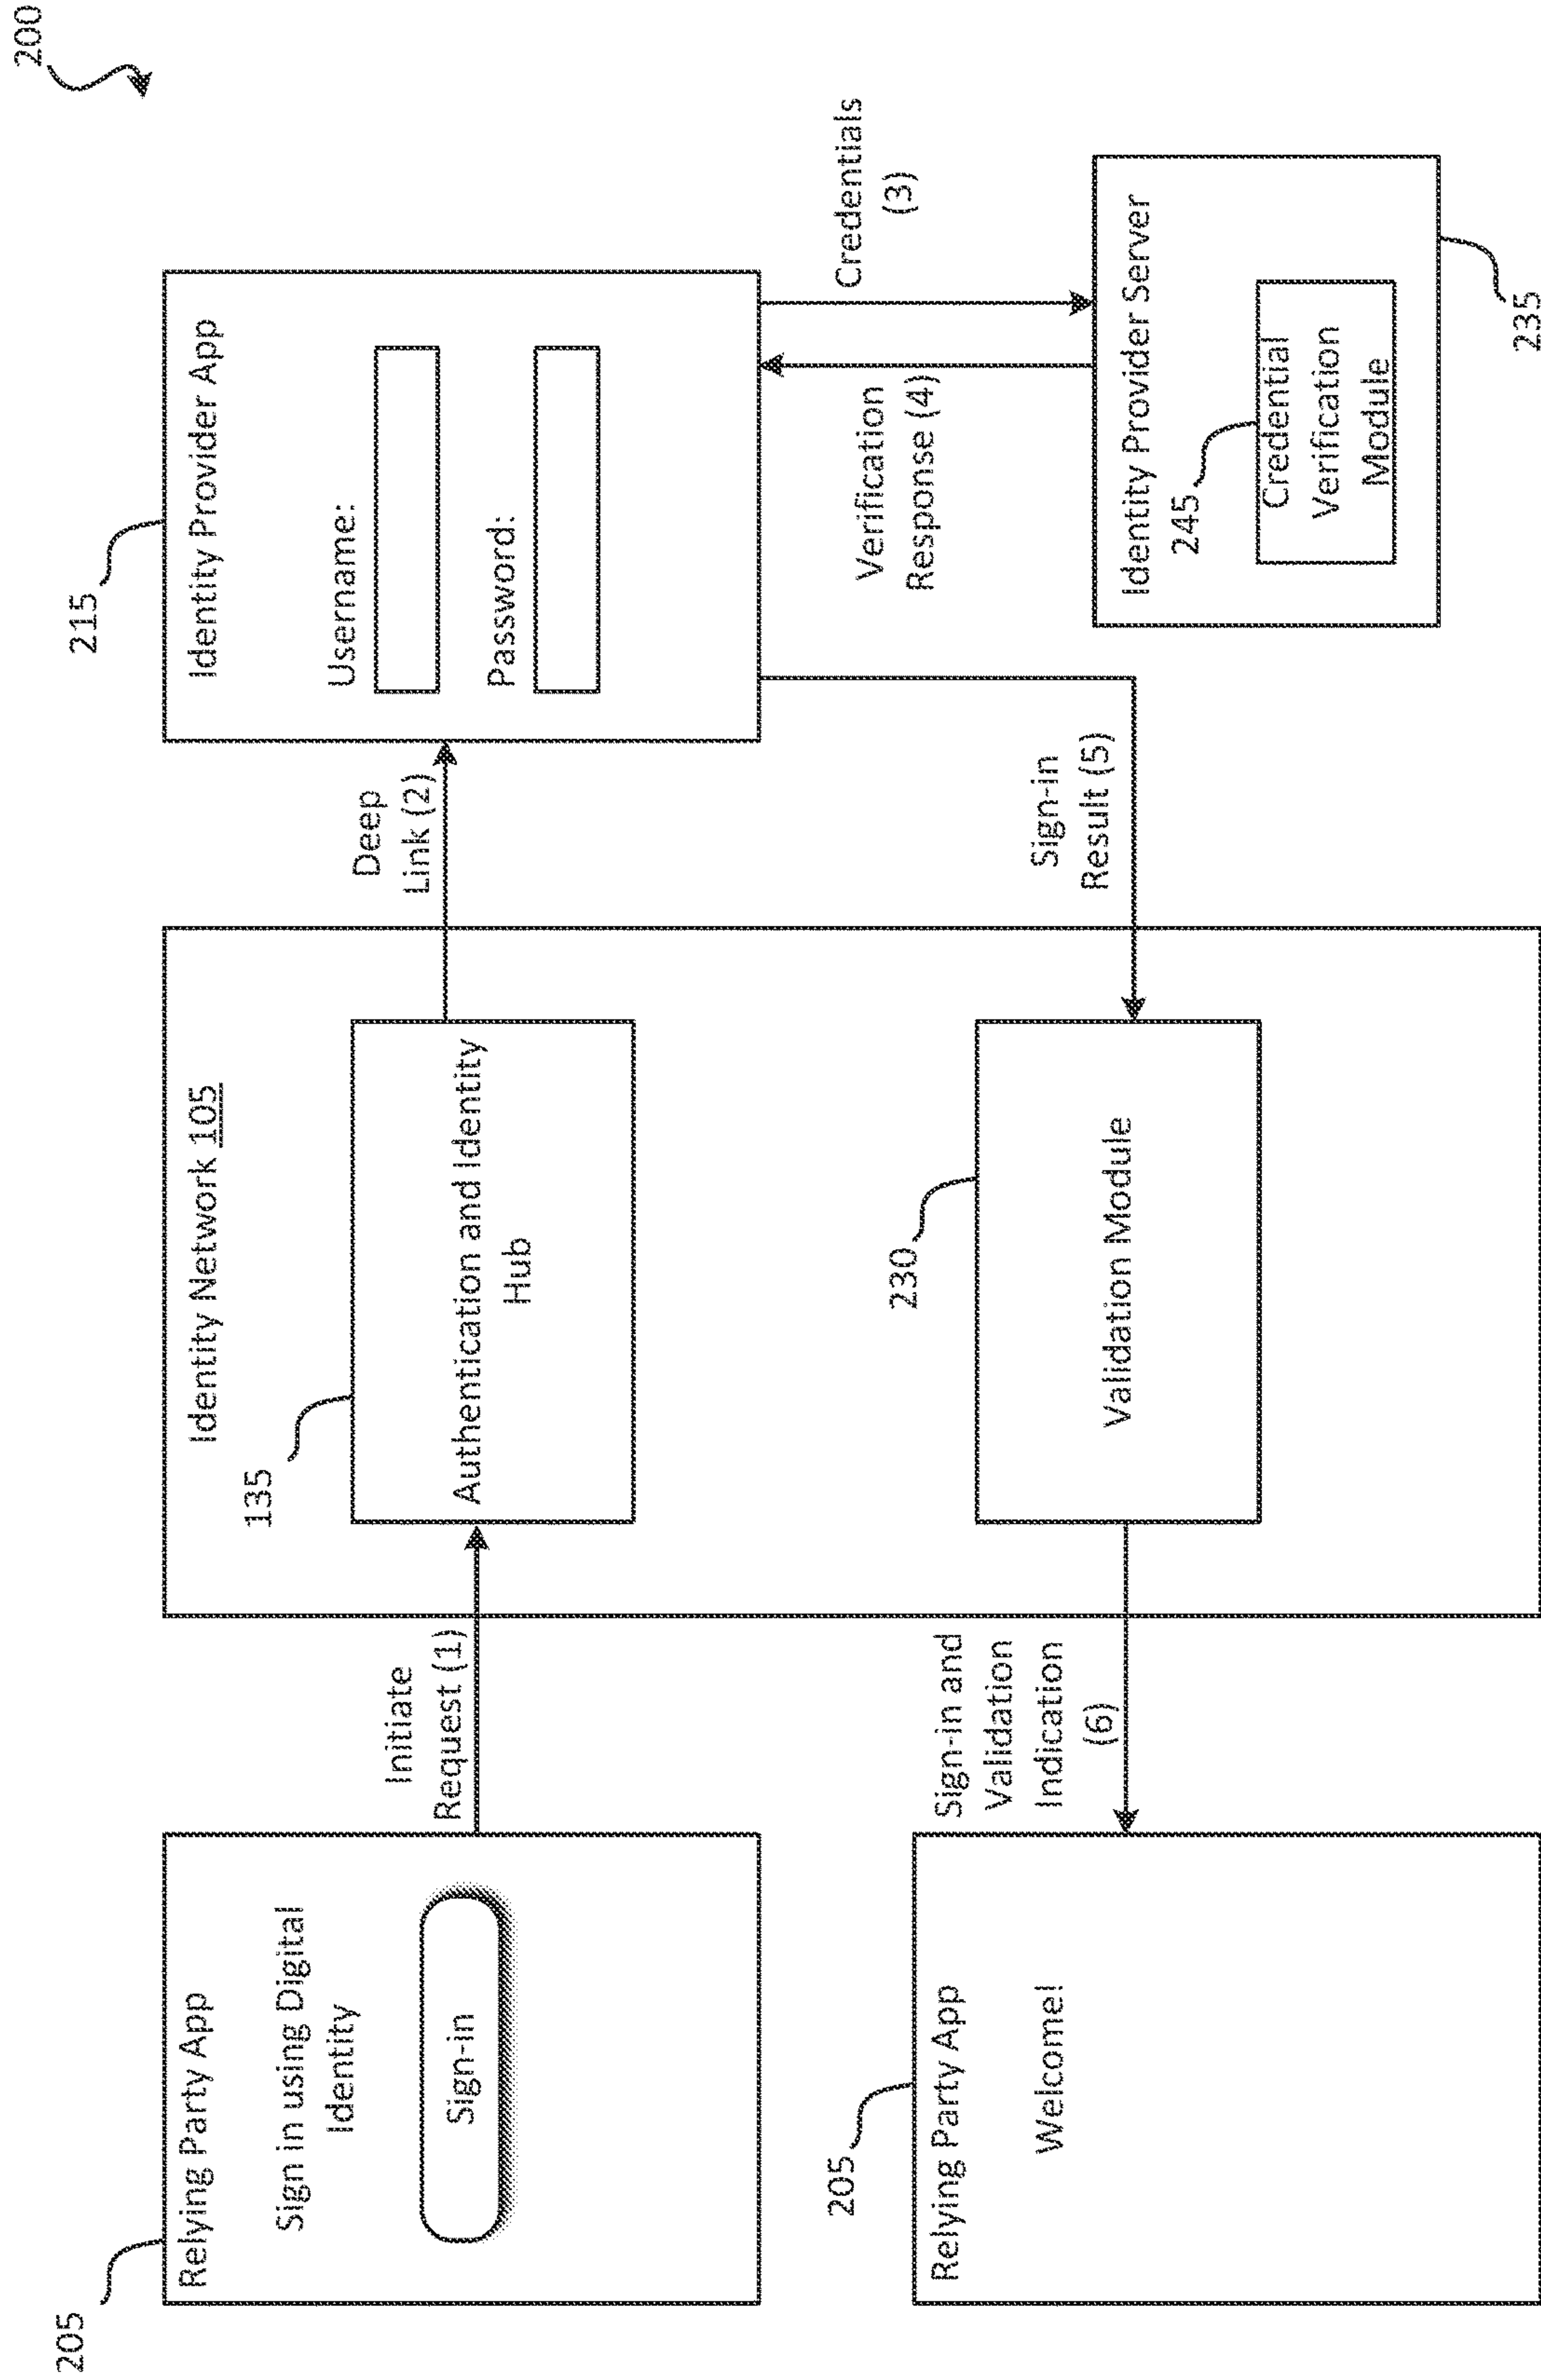 200
205
Relying Party App
Sign in using Digital
Identity
Sign-in
Initiate
Request (1)
Identity Network 105
135
Authentication and Identity
Hub
Deep
Link (2)
215
Identity Provider App
Username:
Password:
Credentials
(3)
Verification
Response (4)
Identity Provider Server
245
Credential
Verification
Module
235
Sign-in
Result (5)
230
Validation Module
Sign-in and
Validation
Indication
(6)
205
Relying Party App
Welcome!